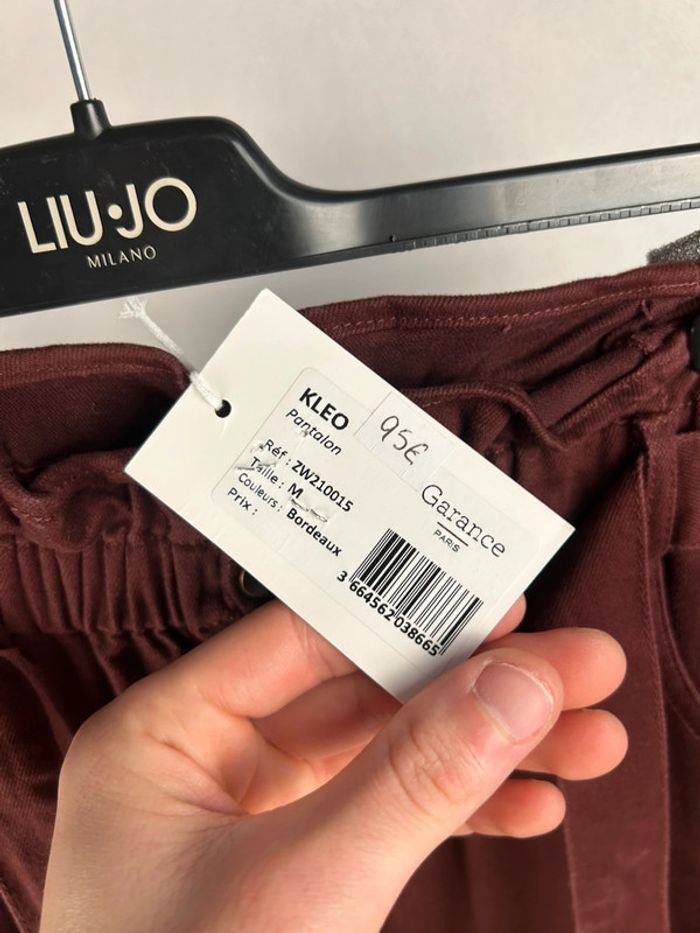 LIU·JO
MILANO
KLEO
Pantalon
95€
Réf : ZW210015
Taille : M
Couleurs : Bordeaux
Prix :
Garance
PARIS
3 664562 038665